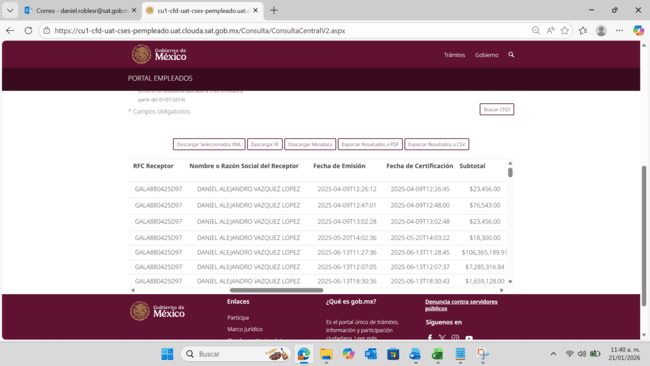 Correo - daniel.roblesr@sat.gob.m
cu1-cfd-uat-cses-pempleado.uat.c
https://cu1-cfd-uat-cses-pempleado.uat.clouda.sat.gob.mx/Consulta/ConsultaCentralV2.aspx
Gobierno de
México
Trámites
Gobierno
PORTAL EMPLEADOS
partir del 01/01/2014)
* Campos obligatorios
Buscar CFDI
Descargar Seleccionados XML
Descargar RI
Descargar Metadata
Exportar Resultados a PDF
Exportar Resultados a CSV
RFC Receptor Nombre o Razón Social del Receptor Fecha de Emisión Fecha de Certificación Subtotal
GALA880425D97 DANIEL ALEJANDRO VAZQUEZ LOPEZ 2025-04-09T12:26:12 2025-04-09T12:26:45 $23,456.00
GALA880425D97 DANIEL ALEJANDRO VAZQUEZ LOPEZ 2025-04-09T12:47:01 2025-04-09T12:48:00 $76,543.00
GALA880425D97 DANIEL ALEJANDRO VAZQUEZ LOPEZ 2025-04-09T13:02:28 2025-04-09T13:02:48 $23,456.00
GALA880425D97 DANIEL ALEJANDRO VAZQUEZ LOPEZ 2025-05-20T14:02:36 2025-05-20T14:03:22 $18,300.00
GALA880425D97 DANIEL ALEJANDRO VAZQUEZ LOPEZ 2025-06-13T11:27:36 2025-06-13T11:28:45 $106,365,189.91
GALA880425D97 DANIEL ALEJANDRO VAZQUEZ LOPEZ 2025-06-13T12:07:05 2025-06-13T12:07:37 $7,285,316.84
GALA880425D97 DANIEL ALEJANDRO VAZQUEZ LOPEZ 2025-06-13T18:30:36 2025-06-13T18:30:43 $1,659,128.00
Gobierno de
México
Enlaces
Participa
Marco Jurídico
¿Qué es gob.mx?
Es el portal único de trámites,
información y participación
ciudadana. Leer más
Denuncia contra servidores
públicos
Síguenos en
Buscar
11:40 a. m.
21/01/2026